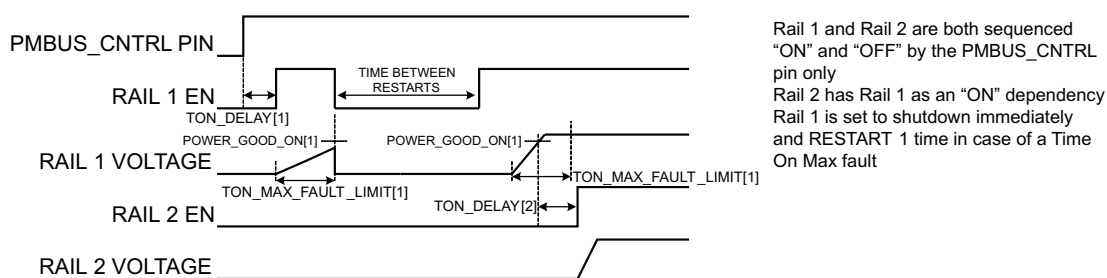 PMBUS_CNTRL PIN
RAIL 1 EN
TIME BETWEEN
RESTARTS
TON_DELAY[1]
POWER_GOOD_ON[1]
POWER_GOOD_ON[1]
RAIL 1 VOLTAGE
TON_MAX_FAULT_LIMIT[1]
TON_MAX_FAULT_LIMIT[1]
TON_DELAY[2]
RAIL 2 EN
RAIL 2 VOLTAGE
Rail 1 and Rail 2 are both sequenced
“ON” and “OFF” by the PMBUS_CNTRL
pin only
Rail 2 has Rail 1 as an “ON” dependency
Rail 1 is set to shutdown immediately
and RESTART 1 time in case of a Time
On Max fault